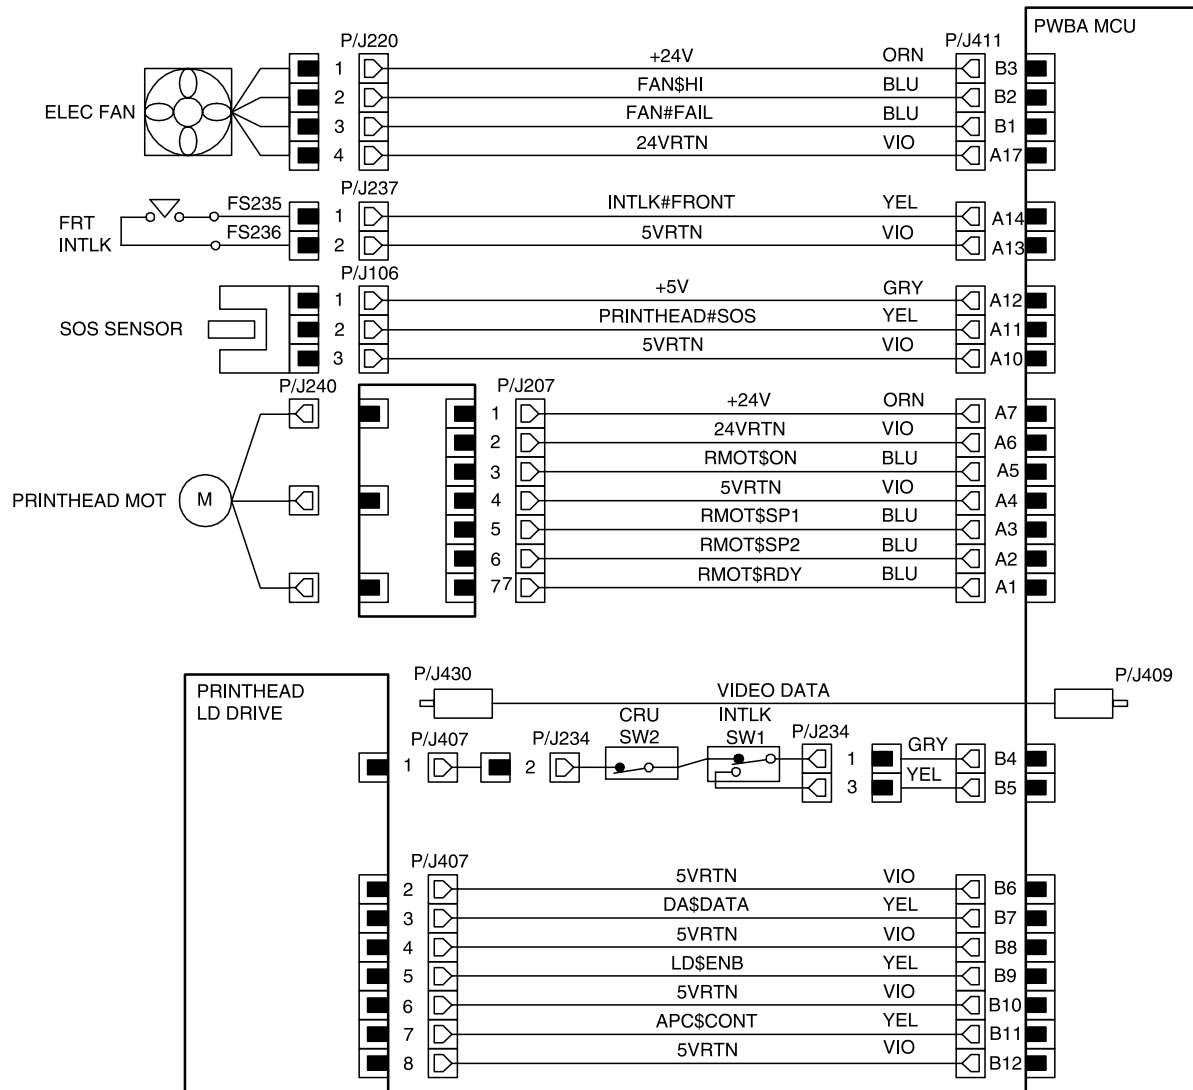 PWBA MCU
P/J220 P/J411
1 +24V ORN B3
2 FAN$HI BLU B2
ELEC FAN
3 FAN#FAIL BLU B1
4 24VRTN VIO A17
P/J237
FS235 1 INTLK#FRONT YEL A14
FRT
INTLK
FS236 2 5VRTN VIO A13
P/J106
1 +5V GRY A12
SOS SENSOR
2 PRINTHEAD#SOS YEL A11
3 5VRTN VIO A10
P/J240 P/J207
1 +24V ORN A7
2 24VRTN VIO A6
3 RMOT$ON BLU A5
PRINTHEAD MOT M
4 5VRTN VIO A4
5 RMOT$SP1 BLU A3
6 RMOT$SP2 BLU A2
7 7 RMOT$RDY BLU A1
PRINTHEAD
LD DRIVE
P/J430 VIDEO DATA P/J409
CRU
SW2
INTLK
SW1
P/J407 P/J234 P/J234
1 2 1 GRY B4
3 YEL B5
P/J407
2 5VRTN VIO B6
3 DA$DATA YEL B7
4 5VRTN VIO B8
5 LD$ENB YEL B9
6 5VRTN VIO B10
7 APC$CONT YEL B11
8 5VRTN VIO B12